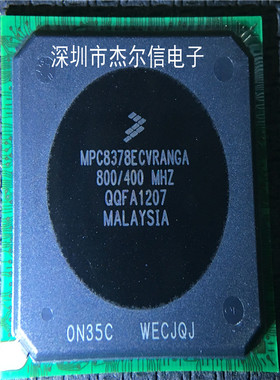 深圳市杰尔信电子
MPC8378ECVRANGA
800/400 MHZ
QQFA1207
MALAYSIA
0N35C WECJQJ